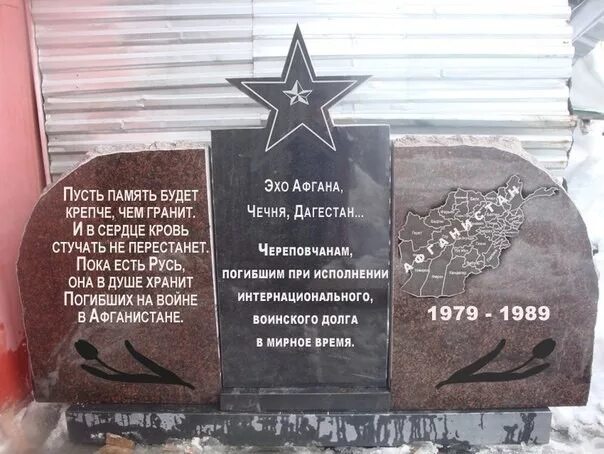 Пусть память будет
крепче, чем гранит.
И в сердце кровь
стучать не перестанет.
Пока есть Русь,
она в душе хранит
Погибших на войне
в Афганистане.
Эхо Афгана,
Чечня, Дагестан...
Череповчанам,
погибшим при исполнении
интернационального,
воинского долга
в мирное время.
АФГАНИСТАН
1979 - 1989